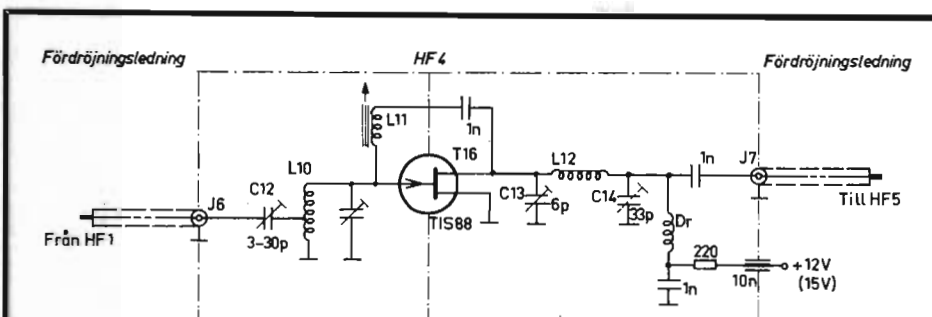 Fördröjningsledning
HF4
Fördröjningsledning
L11
1n
T16
L12
1n
J7
L10
C12
J6
C13
6p
C14
33p
Till HF5
Från HF1
3-30p
TIS88
Dr
220
+12V
(15V)
10n
1n